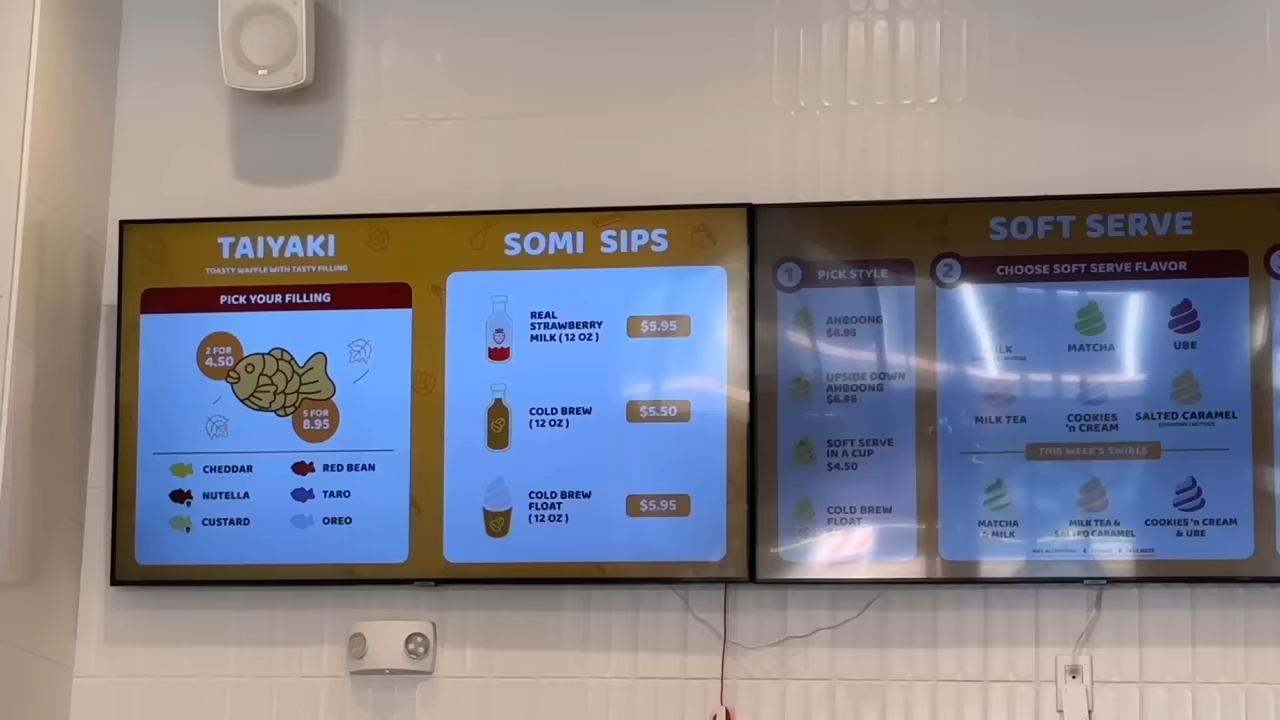 TAIYAKI
TOASTY WAFFLE WITH TASTY FILLING
PICK YOUR FILLING
2 FOR
4.50
5 FOR
8.95
CHEDDAR
RED BEAN
NUTELLA
TARO
CUSTARD
OREO
SOMI SIPS
REAL
STRAWBERRY
MILK (12 OZ)
$5.95
COLD BREW
(12 OZ)
$5.50
COLD BREW
FLOAT
(12 OZ)
$5.95
SOFT SERVE
1 PICK STYLE
AHBOONG
$6.95
UPSIDE DOWN
AHBOONG
$6.95
SOFT SERVE
IN A CUP
$4.50
COLD BREW
FLOAT
2 CHOOSE SOFT SERVE FLAVOR
MILK
MATCHA
UBE
MILK TEA
COOKIES
'n CREAM
SALTED CARAMEL
THIS WEEK'S SWIRLS
MATCHA
& MILK
MILK TEA &
SALTED CARAMEL
COOKIES 'n CREAM
& UBE